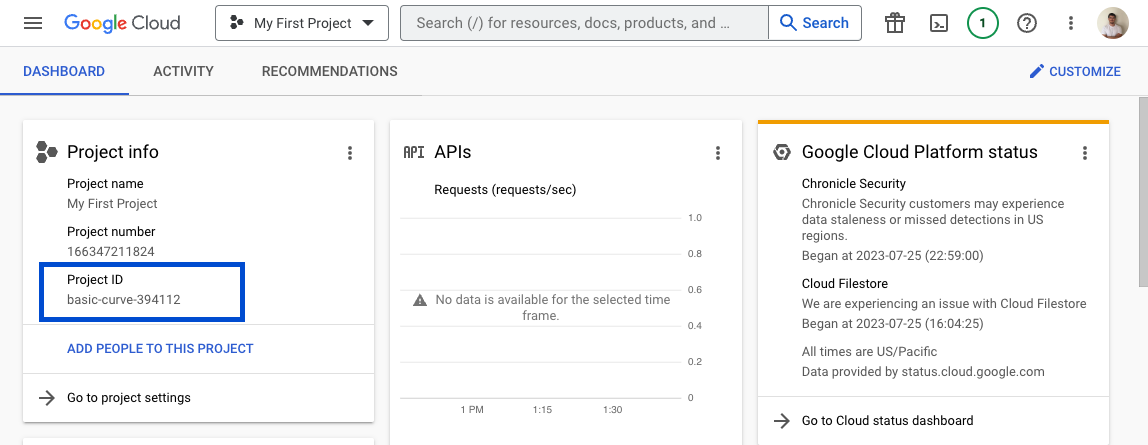 Google Cloud
My First Project
Search (/) for resources, docs, products, and ...
Search
1
DASHBOARD
ACTIVITY
RECOMMENDATIONS
CUSTOMIZE
Project info
Project name
My First Project
Project number
166347211824
Project ID
basic-curve-394112
ADD PEOPLE TO THIS PROJECT
Go to project settings
API APIs
Requests (requests/sec)
1.0
0.8
0.6
0.4
0.2
0
No data is available for the selected time
frame.
1 PM
1:15
1:30
Google Cloud Platform status
Chronicle Security
Chronicle Security customers may experience
data staleness or missed detections in US
regions.
Began at 2023-07-25 (22:59:00)
Cloud Filestore
We are experiencing an issue with Cloud Filestore
Began at 2023-07-25 (16:04:25)
All times are US/Pacific
Data provided by status.cloud.google.com
Go to Cloud status dashboard